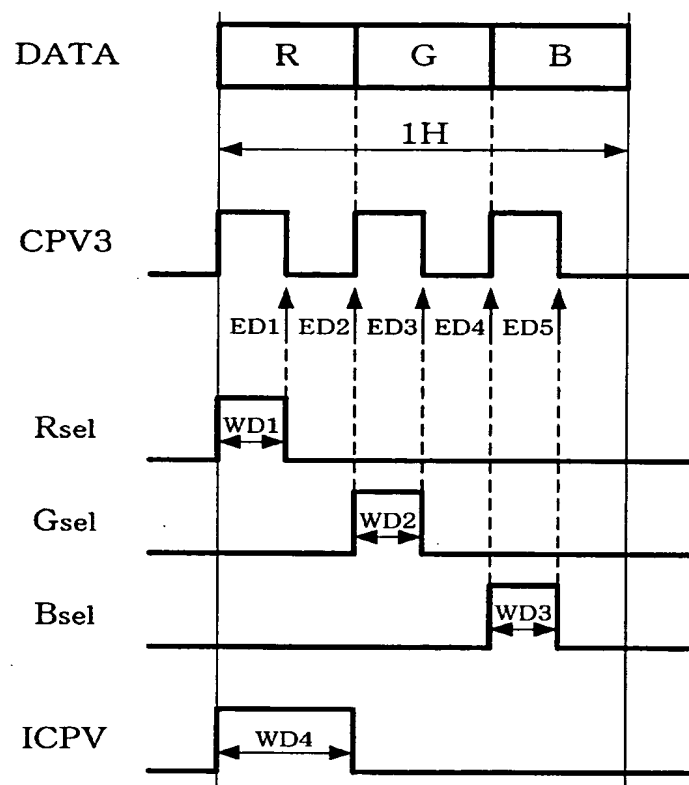 DATA R G B
1H
CPV3
ED1 ED2 ED3 ED4 ED5
Rsel WD1
Gsel WD2
Bsel WD3
ICPV WD4